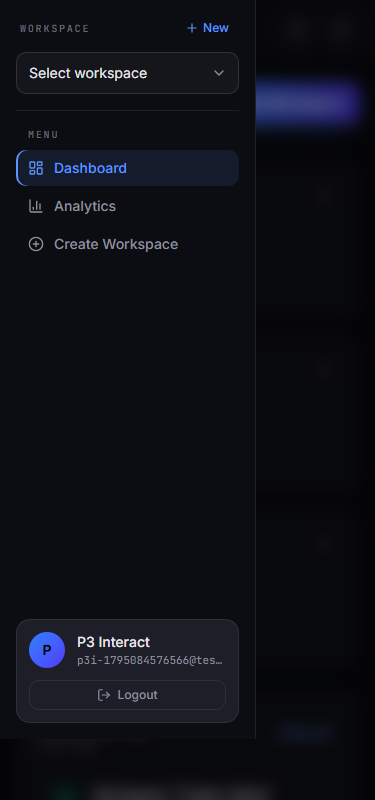 WORKSPACE
+ New
Select workspace
MENU
Dashboard
Analytics
Create Workspace
P
P3 Interact
p3i-1795084576566@tes…
Logout